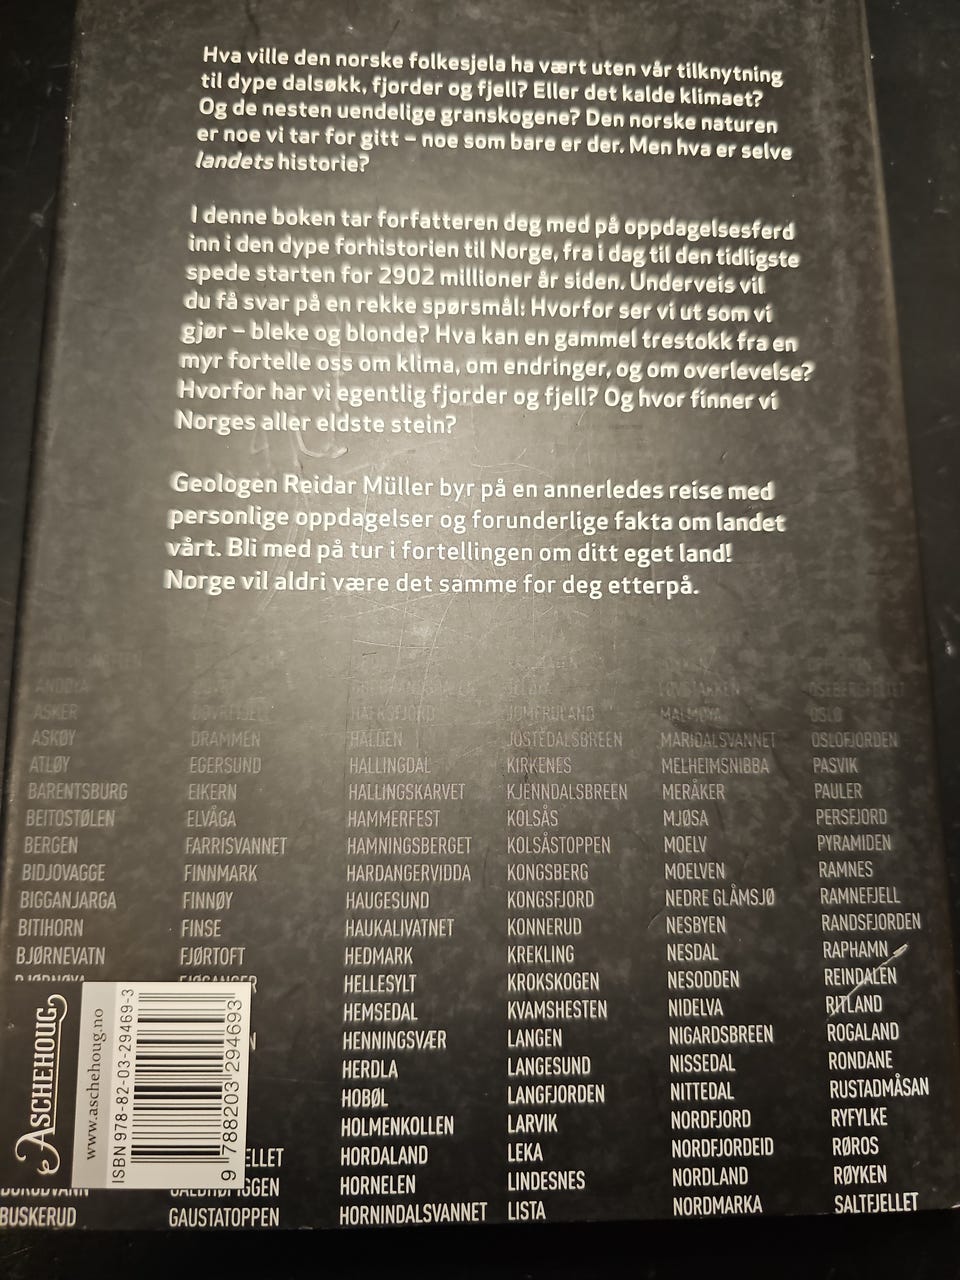 Hva ville den norske folkesjela ha vært uten vår tilknytning
til dype dalsøkk, fjorder og fjell? Eller det kalde klimaet?
Og de nesten uendelige granskogene? Den norske naturen
er noe vi tar for gitt – noe som bare er der. Men hva er selve
landets historie?
I denne boken tar forfatteren deg med på oppdagelsesferd
inn i den dype forhistorien til Norge, fra i dag til den tidligste
spede starten for 2902 millioner år siden. Underveis vil
du få svar på en rekke spørsmål: Hvorfor ser vi ut som vi
gjør – bleke og blonde? Hva kan en gammel trestokk fra en
myr fortelle oss om klima, om endringer, og om overlevelse?
Hvorfor har vi egentlig fjorder og fjell? Og hvor finner vi
Norges aller eldste stein?
Geologen Reidar Müller byr på en annerledes reise med
personlige oppdagelser og forunderlige fakta om landet
vårt. Bli med på tur i fortellingen om ditt eget land!
Norge vil aldri være det samme for deg etterpå.
ANDØYA
ASKER
ASKØY
ATLØY
BARENTSBURG
BEITOSTØLEN
BERGEN
BIDJOVAGGE
BIGGANJARGA
BITIHORN
BJØRNEVATN
BJØRNØYA
BUSKERUD
DOVREFJELL
DRAMMEN
EGERSUND
EIKERN
ELVÅGA
FARRISVANNET
FINNMARK
FINNØY
FINSE
FJØRTOFT
GAUSTATOPPEN
HAFRSFJORD
HALDEN
HALLINGDAL
HALLINGSKARVET
HAMMERFEST
HAMNINGSBERGET
HARDANGERVIDDA
HAUGESUND
HAUKALIVATNET
HEDMARK
HELLESYLT
HEMSEDAL
HENNINGSVÆR
HERDLA
HOBØL
HOLMENKOLLEN
HORDALAND
HORNELEN
HORNINDALSVANNET
JOMFRULAND
JOSTEDALSBREEN
KIRKENES
KJENNDALSBREEN
KOLSÅS
KOLSÅSTOPPEN
KONGSBERG
KONGSFJORD
KONNERUD
KREKLING
KROKSKOGEN
KVAMSHESTEN
LANGEN
LANGESUND
LANGFJORDEN
LARVIK
LEKA
LINDESNES
LISTA
LØVSTAKKEN
MALMØYA
MARIDALSVANNET
MELHEIMSNIBBA
MERÅKER
MJØSA
MOELV
MOELVEN
NEDRE GLÅMSJØ
NESBYEN
NESDAL
NESODDEN
NIDELVA
NIGARDSBREEN
NISSEDAL
NITTEDAL
NORDFJORD
NORDFJORDEID
NORDLAND
NORDMARKA
OSEBERGFELTET
OSLO
OSLOFJORDEN
PASVIK
PAULER
PERSFJORD
PYRAMIDEN
RAMNES
RAMNEFJELL
RANDSFJORDEN
RAPHAMN
REINDALEN
RITLAND
ROGALAND
RONDANE
RUSTADMÅSAN
RYFYLKE
RØROS
RØYKEN
SALTFJELLET
ASCHEHOUG
www.aschehoug.no
ISBN 978-82-03-29469-3
9 788203 294693